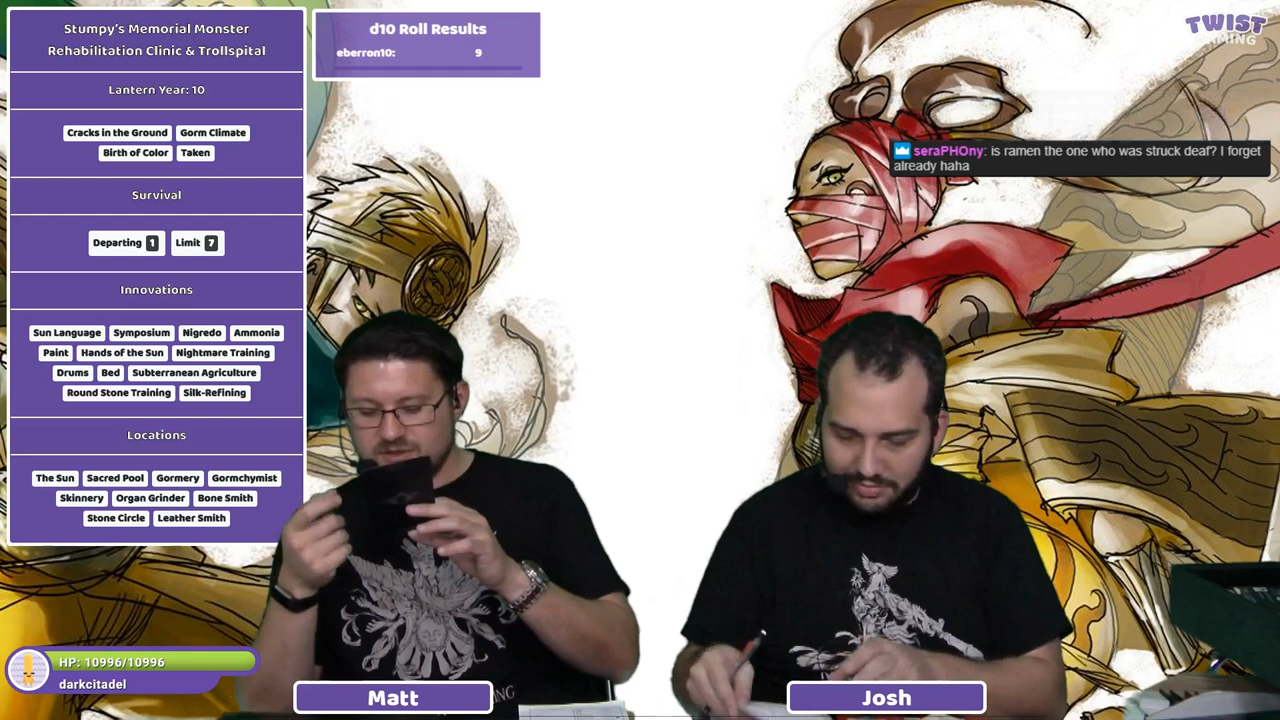 Stumpy's Memorial Monster
Rehabilitation Clinic & Trollspital
Lantern Year: 10
Cracks in the Ground Gorm Climate
Birth of Color Taken
Survival
Departing 1 Limit 7
Innovations
Sun Language Symposium Nigredo Ammonia
Paint Hands of the Sun Nightmare Training
Drums Bed Subterranean Agriculture
Round Stone Training Silk-Refining
Locations
The Sun Sacred Pool Gormery Gormchymist
Skinnery Organ Grinder Bone Smith
Stone Circle Leather Smith
d10 Roll Results
eberron10: 9
TWIST
GAMING
seraPHOny: is ramen the one who was struck deaf? I forget
already haha
HP: 10996/10996
darkcitadel
Matt
Josh